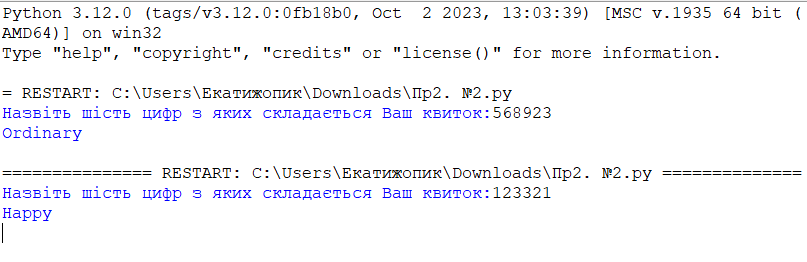 Python 3.12.0 (tags/v3.12.0:0fb18b0, Oct  2 2023, 13:03:39) [MSC v.1935 64 bit (
AMD64)] on win32
Type "help", "copyright", "credits" or "license()" for more information.
= RESTART: C:\Users\Екатижопик\Downloads\Пр2. №2.py
Назвіть шість цифр з яких складається Ваш квиток:568923
Ordinary
=============== RESTART: C:\Users\Екатижопик\Downloads\Пр2. №2.py ==============
Назвіть шість цифр з яких складається Ваш квиток:123321
Happy